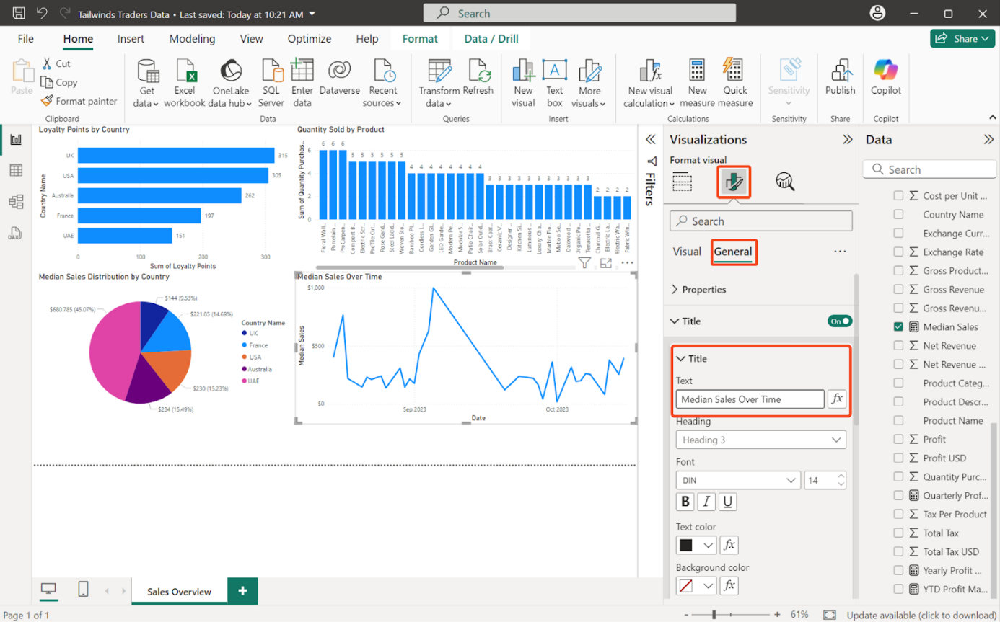 Tailwinds Traders Data • Last saved: Today at 10:21 AM
Search
File Home Insert Modeling View Optimize Help Format Data / Drill
Share
Paste
Cut
Copy
Format painter
Clipboard
Get data
Excel workbook
OneLake data hub
SQL Server
Enter data
Dataverse
Recent sources
Data
Transform data
Refresh
Queries
New visual
Text box
More visuals
Insert
New visual calculation
New measure
Quick measure
Calculations
Sensitivity
Sensitivity
Publish
Share
Copilot
Copilot
Loyalty Points by Country
Country Name
UK 315
USA 305
Australia 262
France 197
UAE 151
0 100 200 300
Sum of Loyalty Points
Quantity Sold by Product
Sum of Quantity Purchas...
6
4
2
0
6 6 6 5 5 5 5 5 5 4 4 4 4 4 4 4 4 3 3 3 3 3 3 3 3 3 3 3 2 2 2 2
Floral Wall...
Porcelain ...
ProCarpen...
Compost B...
Electric Scr...
ProTile Cut...
Rose Gard...
Steel Ladd...
Woven Sto...
Bamboo Pl...
Cordless L...
Garden Gl...
LED Garde...
Modern Pe...
Modular S...
Patio Chair...
Solar Outd...
Brass Coat...
Ceramic V...
Designer ...
Kitchen Si...
Luminous ...
Luxury Cha...
Marble Flo...
Motion Se...
Oakwood ...
Organic Po...
Terracotta ...
Charcoal G...
Electric La...
Electric Wa...
Fabric Win...
Product Name
Median Sales Distribution by Country
$144 (9.53%)
$221.85 (14.69%)
$230 (15.23%)
$234 (15.49%)
$680.785 (45.07%)
Country Name
UK
France
USA
Australia
UAE
Median Sales Over Time
Median Sales
$1,000
$500
$0
Sep 2023 Oct 2023
Date
Filters
Visualizations
Format visual
Search
Visual General
Properties
Title On
Title
Text
Median Sales Over Time
fx
Heading
Heading 3
Font
DIN 14
B I U
Text color
fx
Background color
fx
Data
Search
Cost per Unit ...
Country Name
Exchange Curr...
Exchange Rate
Gross Product...
Gross Revenue
Gross Revenu...
Median Sales
Net Revenue
Net Revenue ...
Product Categ...
Product Descr...
Product Name
Profit
Profit USD
Quantity Purc...
Quarterly Prof...
Tax Per Product
Total Tax
Total Tax USD
Yearly Profit ...
YTD Profit Ma...
Sales Overview
+
Page 1 of 1
- + 61%
Update available (click to download)